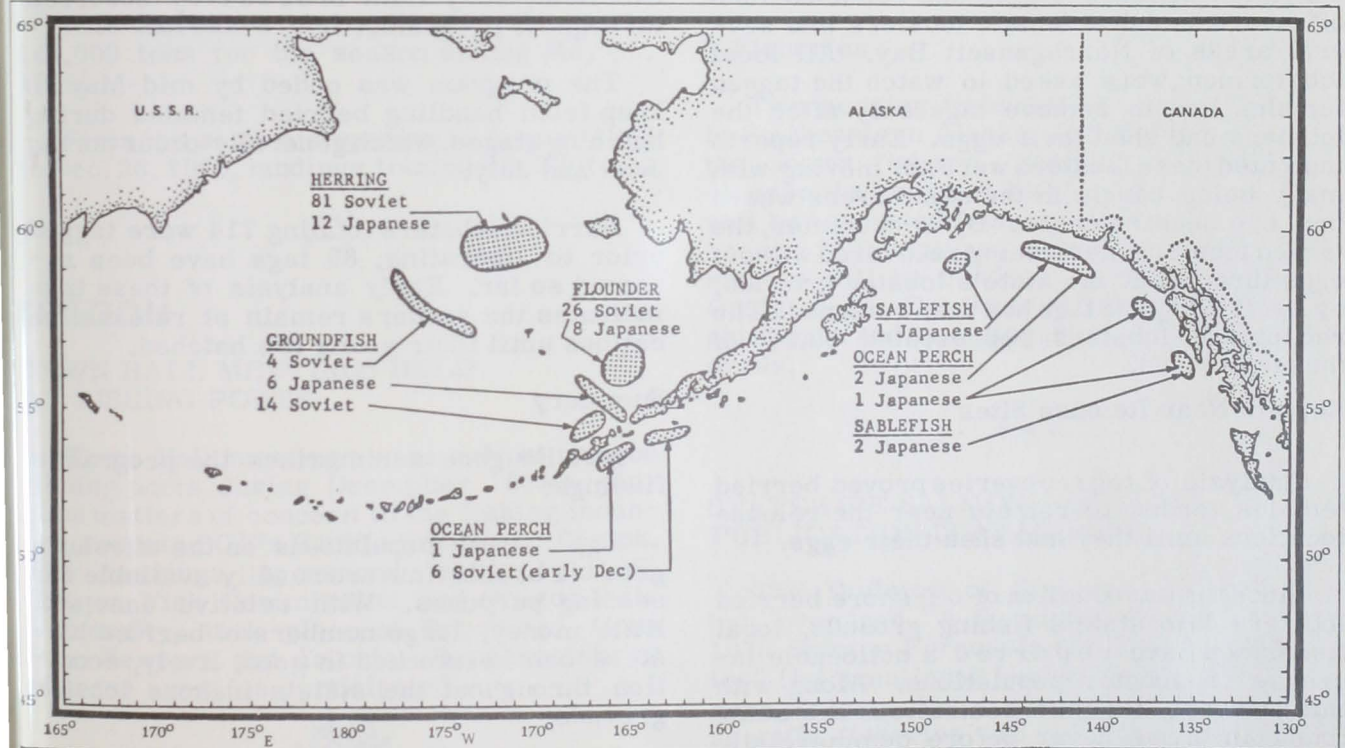 65°
65°
U.S.S.R.
ALASKA
CANADA
HERRING
81 Soviet
12 Japanese
60°
60°
FLOUNDER
26 Soviet
8 Japanese
GROUNDFISH
4 Soviet
6 Japanese
14 Soviet
SABLEFISH
1 Japanese
OCEAN PERCH
2 Japanese
1 Japanese
SABLEFISH
2 Japanese
55°
55°
OCEAN PERCH
1 Japanese
6 Soviet(early Dec)
50°
50°
45°
45°
165° 170° 175° 180° 175° 170° 165° 160° 155° 150° 145° 140° 135° 130°
E W